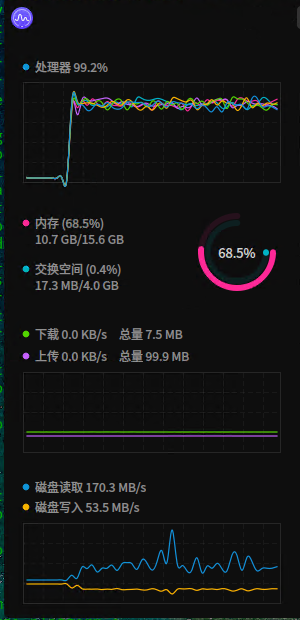 处理器 99.2%
内存 (68.5%)
10.7 GB/15.6 GB
68.5%
交换空间 (0.4%)
17.3 MB/4.0 GB
下载 0.0 KB/s 总量 7.5 MB
上传 0.0 KB/s 总量 99.9 MB
磁盘读取 170.3 MB/s
磁盘写入 53.5 MB/s